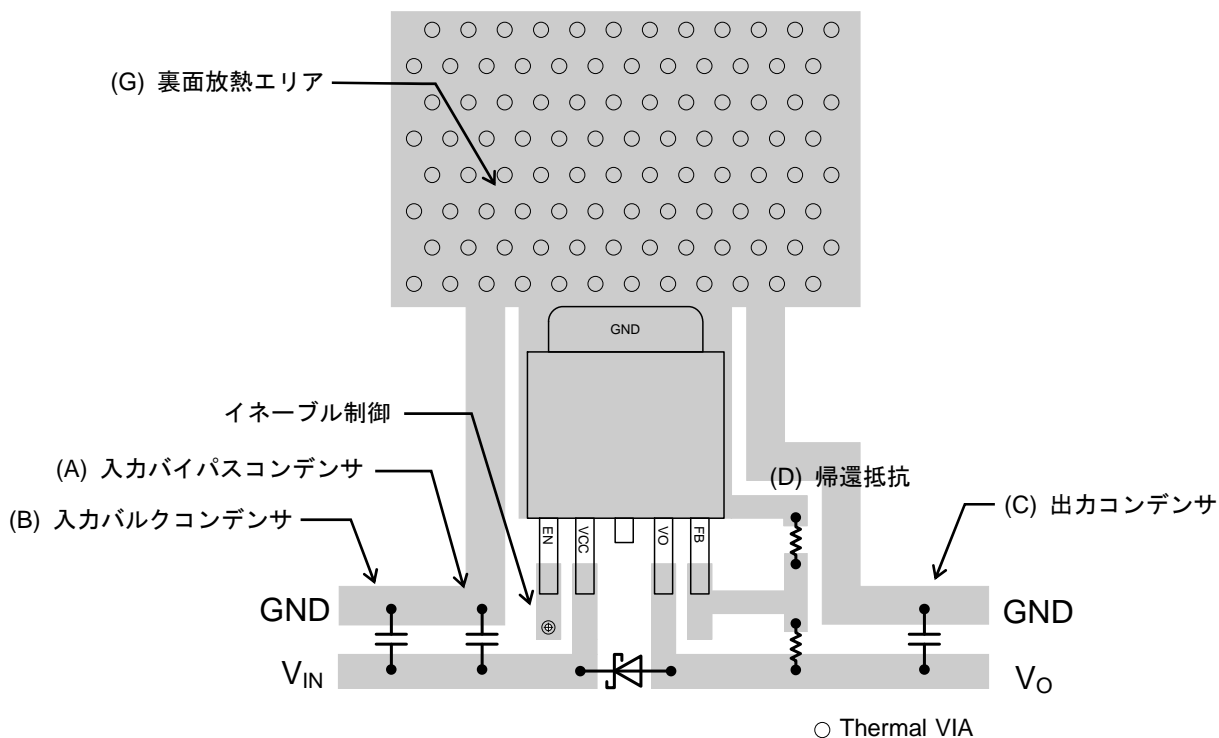 (G) 裏面放熱エリア
GND
イネーブル制御
(A) 入力バイパスコンデンサ
(D) 帰還抵抗
(B) 入力バルクコンデンサ
(C) 出力コンデンサ
EN
VCC
VO
FB
GND
GND
VIN
VO
Thermal VIA